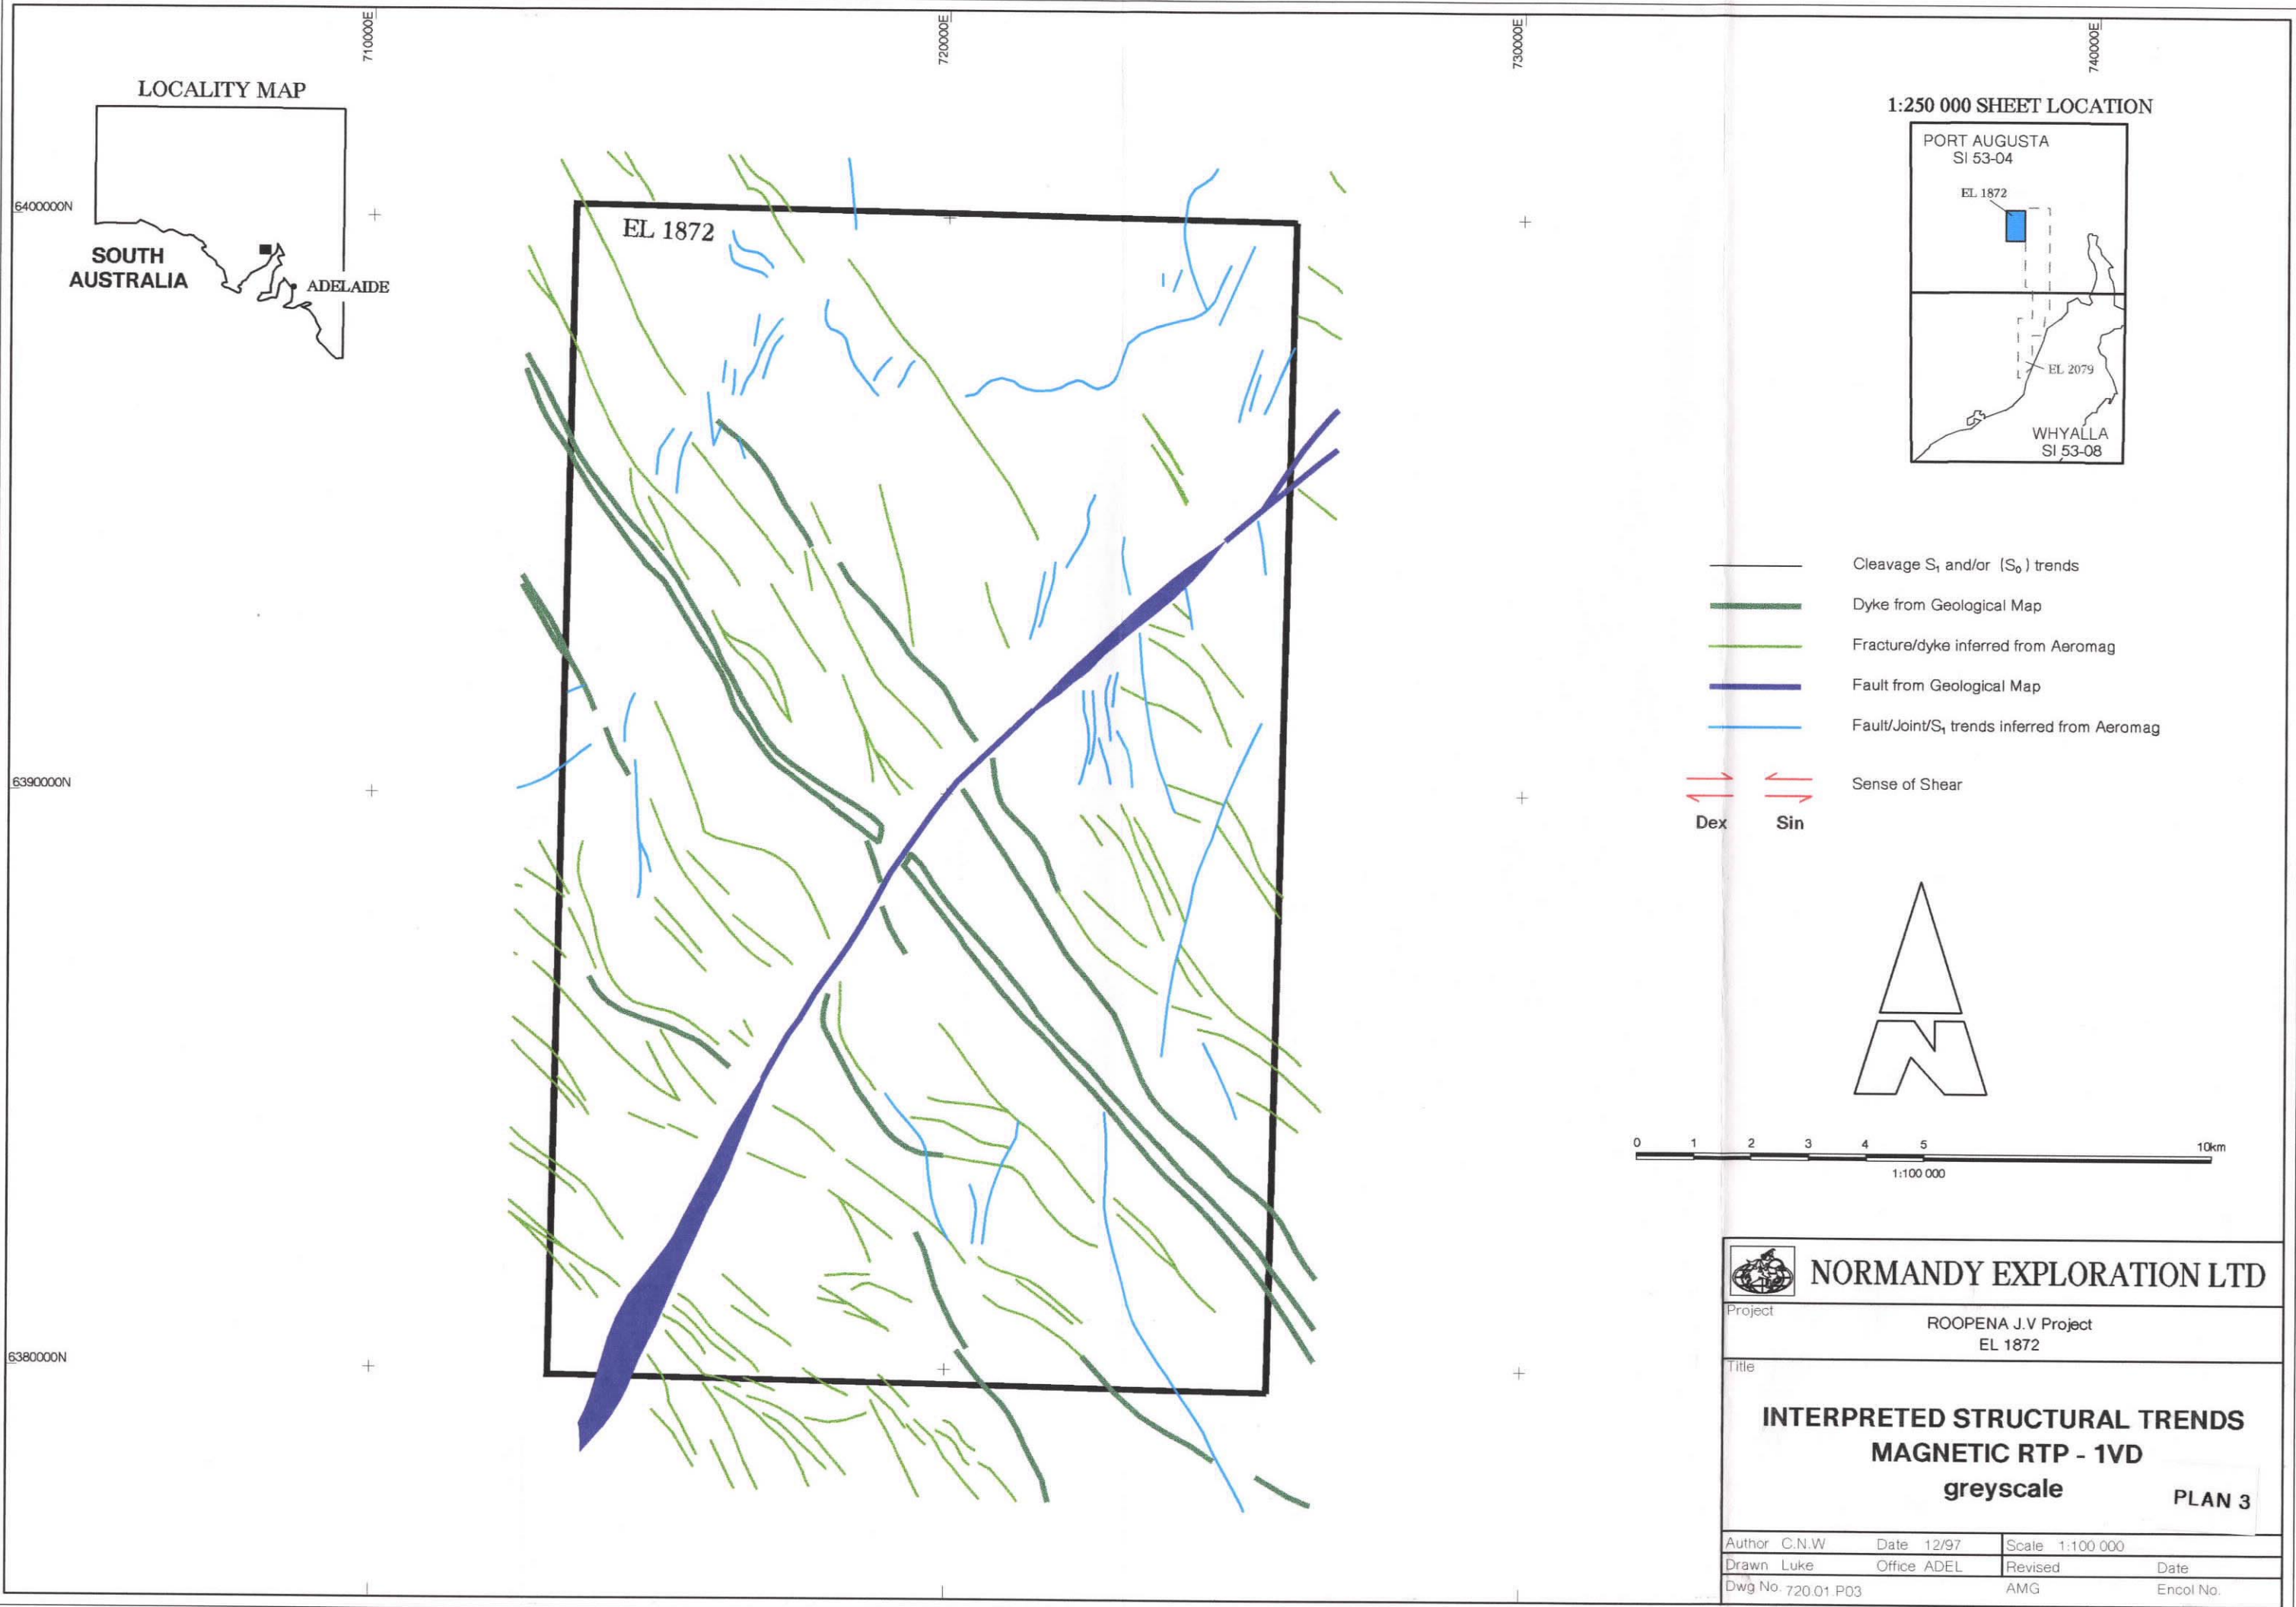 710000E
720000E
730000E
740000E
LOCALITY MAP
SOUTH
AUSTRALIA
ADELAIDE
6400000N
6390000N
6380000N
EL 1872
1:250 000 SHEET LOCATION
PORT AUGUSTA
SI 53-04
EL 1872
EL 2079
WHYALLA
SI 53-08
Cleavage S₁ and/or (S₀) trends
Dyke from Geological Map
Fracture/dyke inferred from Aeromag
Fault from Geological Map
Fault/Joint/S₁ trends inferred from Aeromag
Sense of Shear
Dex Sin
N
0 1 2 3 4 5 10km
1:100 000
NORMANDY EXPLORATION LTD
Project
ROOPENA J.V Project
EL 1872
Title
INTERPRETED STRUCTURAL TRENDS
MAGNETIC RTP - 1VD
greyscale
PLAN 3
Author C.N.W Date 12/97 Scale 1:100 000
Drawn Luke Office ADEL Revised Date
Dwg No. 720.01 P03 AMG Encol No.